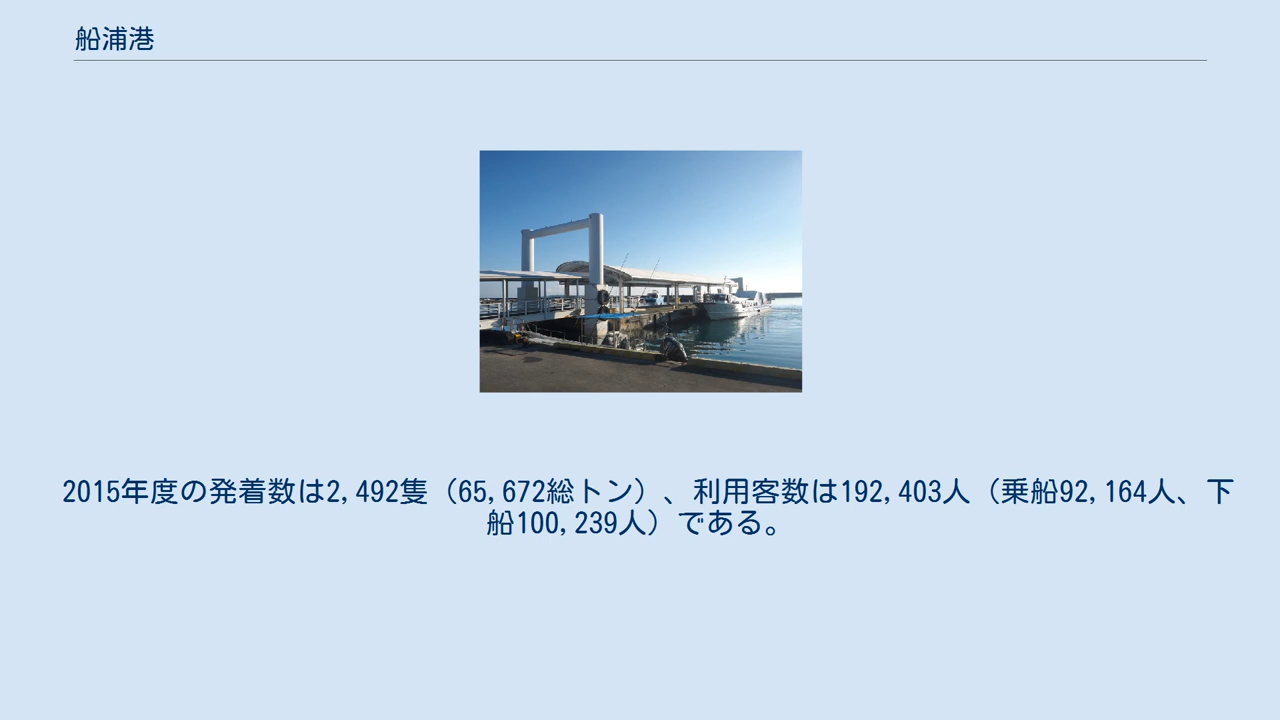 船浦港
2015年度の発着数は2,492隻（65,672総トン）、利用客数は192,403人（乗船92,164人、下
船100,239人）である。